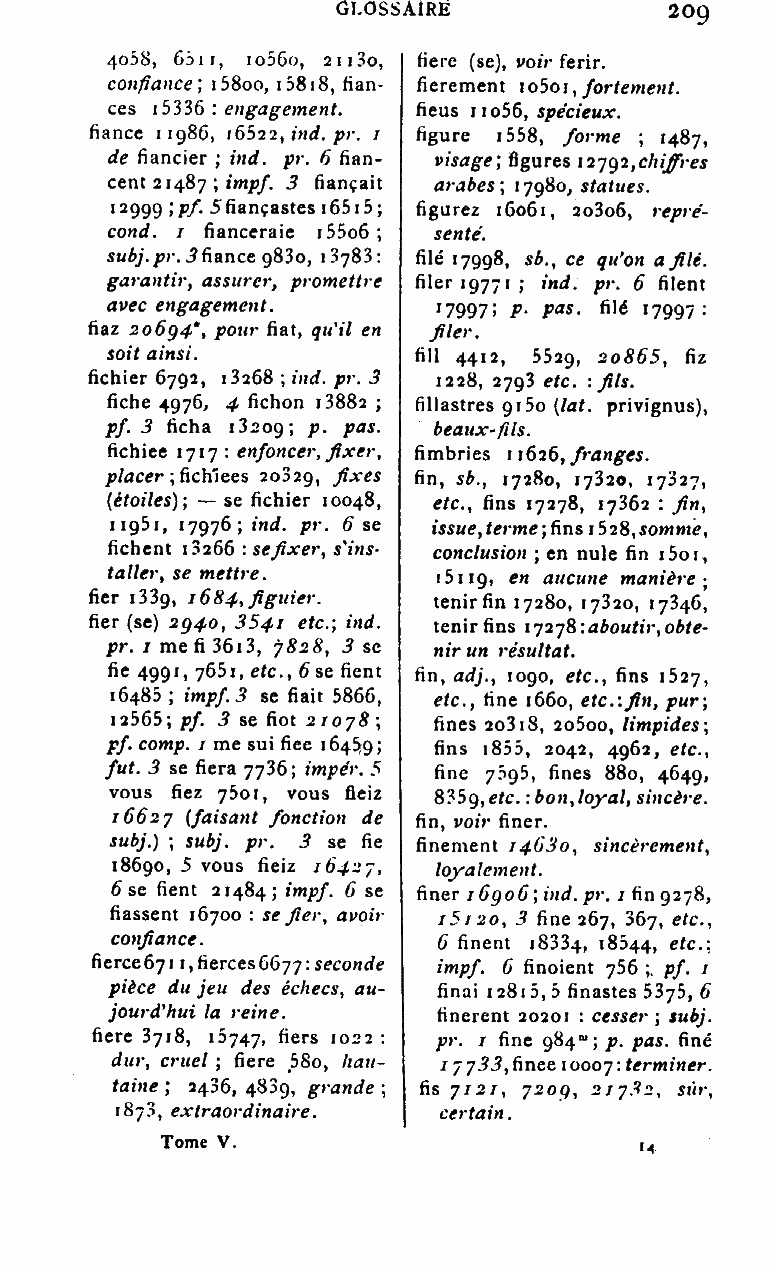 GLOSSAIRE 209
4058, 6511, 10560, 21130,
confiance ; 15800, 15818, fian-
ces 15336 : engagement.
fiance 11986, 16522, ind. pr. 1
de fiancier ; ind. pr. 6 fian-
cent 21487 ; impf. 3 fiançait
12999 ; pf. 5 fiançastes 16515 ;
cond. 1 fianceraie 15506 ;
subj. pr. 3 fiance 9830, 13783 :
garantir, assurer, promettre
avec engagement.
fiaz 20694*, pour fiat, qu'il en
soit ainsi.
fichier 6792, 13268 ; ind. pr. 3
fiche 4976, 4 fichon 13882 ;
pf. 3 ficha 13209 ; p. pas.
fichiee 1717 : enfoncer, fixer,
placer ; fichiees 20329, fixes
(étoiles) ; — se fichier 10048,
11951, 17976 ; ind. pr. 6 se
fichent 13266 : se fixer, s'ins-
taller, se mettre.
fier 1339, 1684, figuier.
fier (se) 2940, 3541 etc.; ind.
pr. 1 me fi 3613, 7828, 3 se
fie 4991, 7651, etc., 6 se fient
16485 ; impf. 3 se fiait 5866,
12565 ; pf. 3 se fiot 21078 ;
pf. comp. 1 me sui fiee 16459 ;
fut. 3 se fiera 7736 ; impér. 5
vous fiez 7501, vous fieiz
16627 (faisant fonction de
subj.) ; subj. pr. 3 se fie
18690, 5 vous fieiz 16427,
6 se fient 21484 ; impf. 6 se
fiassent 16700 : se fier, avoir
confiance.
fierce 6711, fierces 6677 : seconde
pièce du jeu des échecs, au-
jourd'hui la reine.
fiere 3718, 15747, fiers 1022 :
dur, cruel ; fiere 580, hau-
taine ; 2436, 4839, grande ;
1873, extraordinaire.
Tome V.
fiere (se), voir ferir.
fierement 10501, fortement.
fieus 11056, spécieux.
figure 1558, forme ; 1487,
visage ; figures 12792, chiffres
arabes ; 17980, statues.
figurez 16061, 20306, repré-
senté.
filé 17998, sb., ce qu'on a filé.
filer 19771 ; ind. pr. 6 filent
17997 ; p. pas. filé 17997 :
filer.
fill 4412, 5529, 20865, fiz
1228, 2793 etc. : fils.
fillastres 9150 (lat. privignus),
beaux-fils.
fimbries 11626, franges.
fin, sb., 17280, 17320, 17327,
etc., fins 17278, 17362 : fin,
issue, terme ; fins 1528, somme,
conclusion ; en nule fin 1501,
15119, en aucune manière ;
tenir fin 17280, 17320, 17346,
tenir fins 17278 : aboutir, obte-
nir un résultat.
fin, adj., 1090, etc., fins 1527,
etc., fine 1660, etc. : fin, pur ;
fines 20318, 20500, limpides ;
fins 1855, 2042, 4962, etc.,
fine 7595, fines 880, 4649,
8359, etc. : bon, loyal, sincère.
fin, voir finer.
finement 14630, sincèrement,
loyalement.
finer 16906 ; ind. pr. 1 fin 9278,
15120, 3 fine 267, 367, etc.,
6 finent 18334, 18544, etc.;
impf. 6 finoient 756 ; pf. 1
finai 12815, 5 finastes 5375, 6
finerent 20201 : cesser ; subj.
pr. 1 fine 984ᵐ ; p. pas. finé
17733, finee 10007 : terminer.
fis 7121, 7209, 21732, sûr,
certain.
14